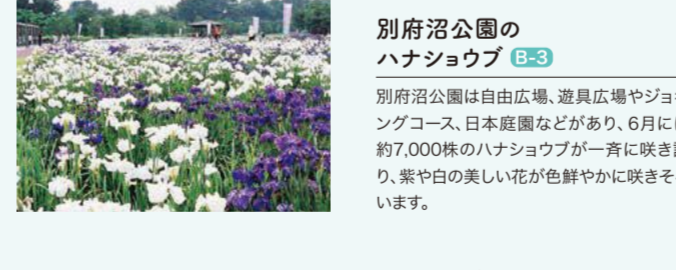 別府沼公園の
ハナショウブ B-3
別府沼公園は自由広場、遊具広場やジョ
ングコース、日本庭園などがあり、6月に
約7,000株のハナショウブが一斉に咲き
り、紫や白の美しい花が色鮮やかに咲きそ
います。